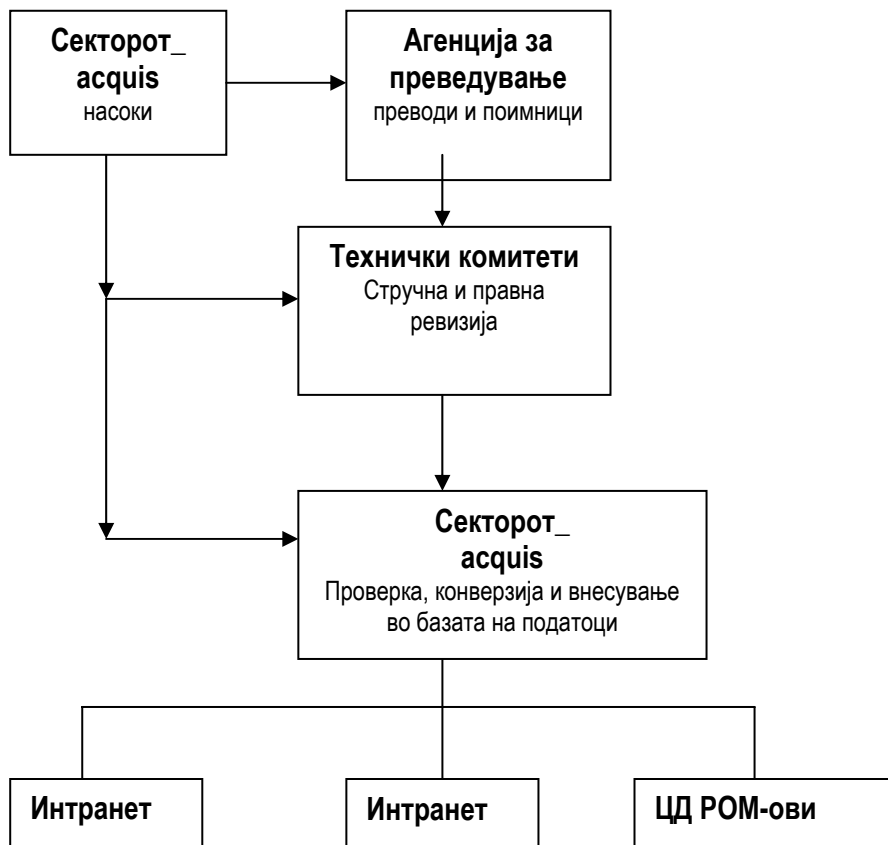 Секторот_
acquis
насоки
Агенција за
преведување
преводи и поимници
Технички комитети
Стручна и правна
ревизија
Секторот_
acquis
Проверка, конверзија и внесување
во базата на податоци
Интранет
Интранет
ЦД РОМ-ови